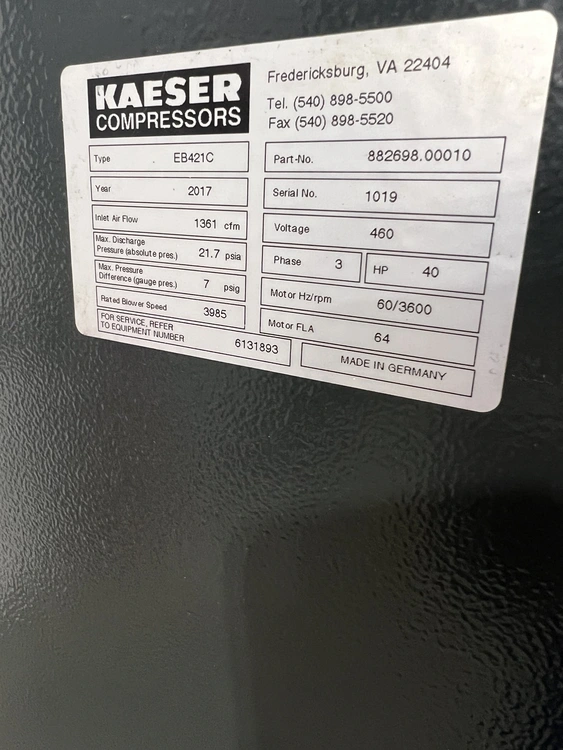 KAESER
COMPRESSORS
Fredericksburg, VA 22404
Tel. (540) 898-5500
Fax (540) 898-5520
Type EB421C
Part-No. 882698.00010
Year 2017
Serial No. 1019
Inlet Air Flow 1361 cfm
Voltage 460
Max. Discharge
Pressure (absolute pres.) 21.7 psia
Phase 3 HP 40
Max. Pressure
Difference (gauge pres.) 7 psig
Motor Hz/rpm 60/3600
Rated Blower Speed 3985
Motor FLA 64
FOR SERVICE, REFER
TO EQUIPMENT NUMBER 6131893
MADE IN GERMANY